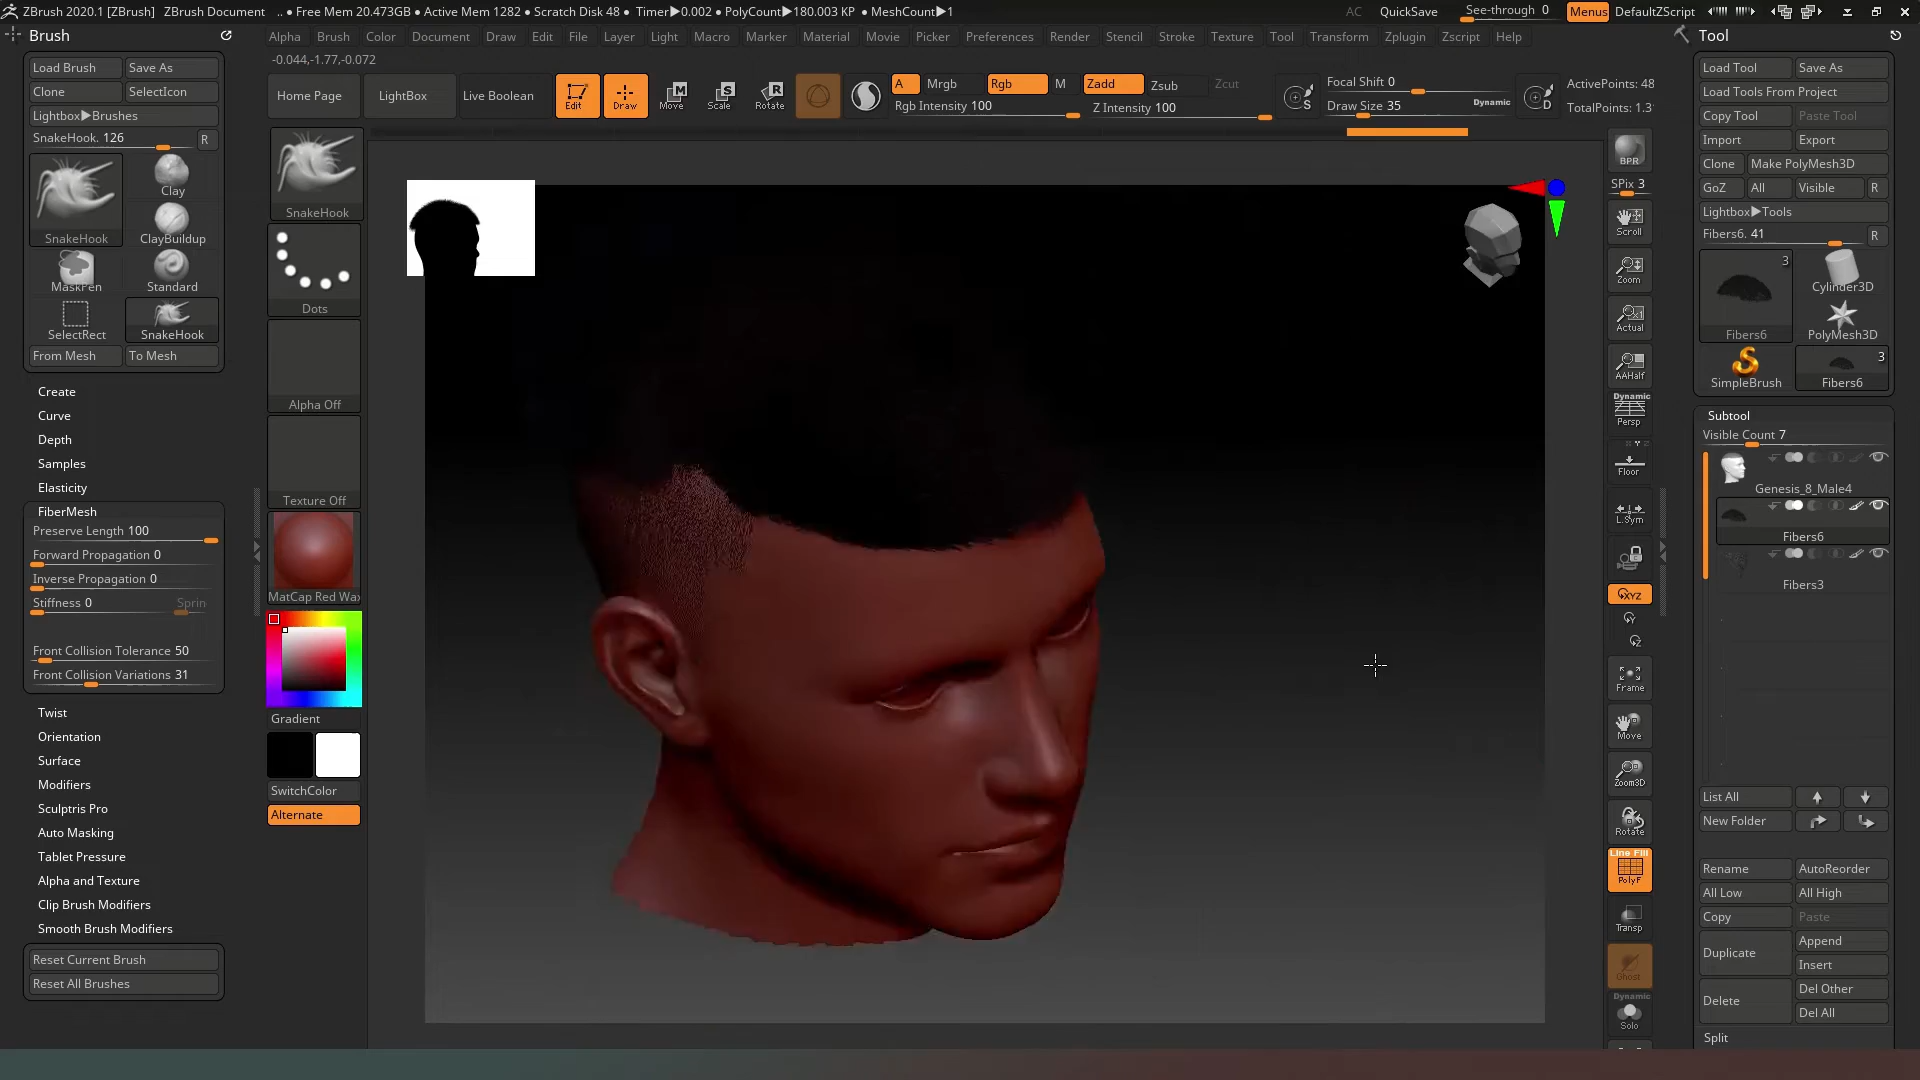 ZBrush 2020.1 [ZBrush] ZBrush Document .. • Free Mem 20.473GB • Active Mem 1282 • Scratch Disk 48 • Timer▶0.002 • PolyCount▶180.003 KP • MeshCount▶1 AC QuickSave See-through 0 Menus DefaultZScript
Brush
Alpha Brush Color Document Draw Edit File Layer Light Macro Marker Material Movie Picker Preferences Render Stencil Stroke Texture Tool Transform Zplugin Zscript Help
Tool
-0.044,-1.77,-0.072
Load Brush Save As
Clone SelectIcon
Lightbox▶Brushes
SnakeHook. 126 R
SnakeHook
Clay
ClayBuildup
MaskPen
Standard
SelectRect
SnakeHook
From Mesh To Mesh
Create
Curve
Depth
Samples
Elasticity
FiberMesh
Preserve Length 100
Forward Propagation 0
Inverse Propagation 0
Stiffness 0 Sprin
Front Collision Tolerance 50
Front Collision Variations 31
Twist
Orientation
Surface
Modifiers
Sculptris Pro
Auto Masking
Tablet Pressure
Alpha and Texture
Clip Brush Modifiers
Smooth Brush Modifiers
Reset Current Brush
Reset All Brushes
Home Page LightBox Live Boolean
Edit Draw Move Scale Rotate
A Mrgb Rgb M Zadd Zsub Zcut
Rgb Intensity 100 Z Intensity 100
S
Focal Shift 0
Draw Size 35 Dynamic
D
ActivePoints: 48
TotalPoints: 1.3
SnakeHook
Dots
Alpha Off
Texture Off
MatCap Red Wax
Gradient
SwitchColor
Alternate
BPR
SPix 3
Scroll
Zoom
Actual
AAHalf
Dynamic
Persp
Floor
L.Sym
XYZ
Y
Z
Frame
Move
Zoom3D
Rotate
Line Fill
PolyF
Transp
Ghost
Dynamic
Solo
Load Tool Save As
Load Tools From Project
Copy Tool Paste Tool
Import Export
Clone Make PolyMesh3D
GoZ All Visible R
Lightbox▶Tools
Fibers6. 41 R
3
Fibers6
Cylinder3D
PolyMesh3D
SimpleBrush
3
Fibers6
Subtool
Visible Count 7
Genesis_8_Male4
Fibers6
Fibers3
List All
New Folder
Rename AutoReorder
All Low All High
Copy Paste
Duplicate Append
Insert
Delete Del Other
Del All
Split